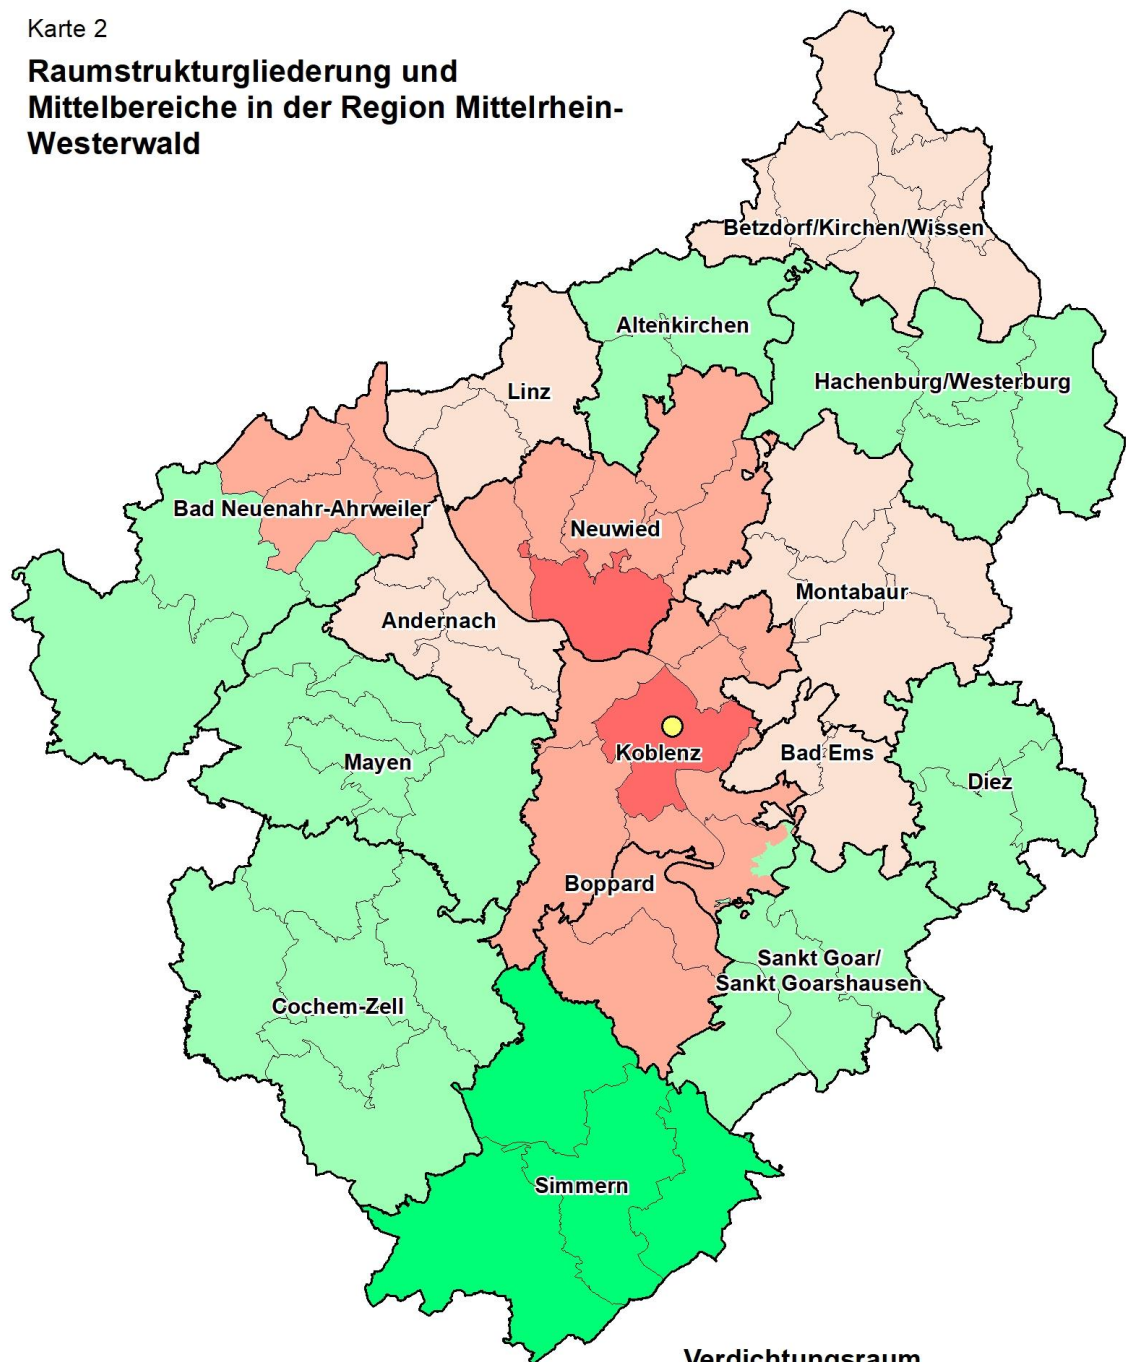 Karte 2
Raumstrukturgliederung und
Mittelbereiche in der Region Mittelrhein-
Westerwald
Betzdorf/Kirchen/Wissen
Altenkirchen
Hachenburg/Westerburg
Linz
Bad Neuenahr-Ahrweiler
Neuwied
Montabaur
Andernach
Koblenz
Bad Ems
Mayen
Diez
Boppard
Sankt Goar/
Sankt Goarshausen
Cochem-Zell
Simmern
Verdichtungsraum